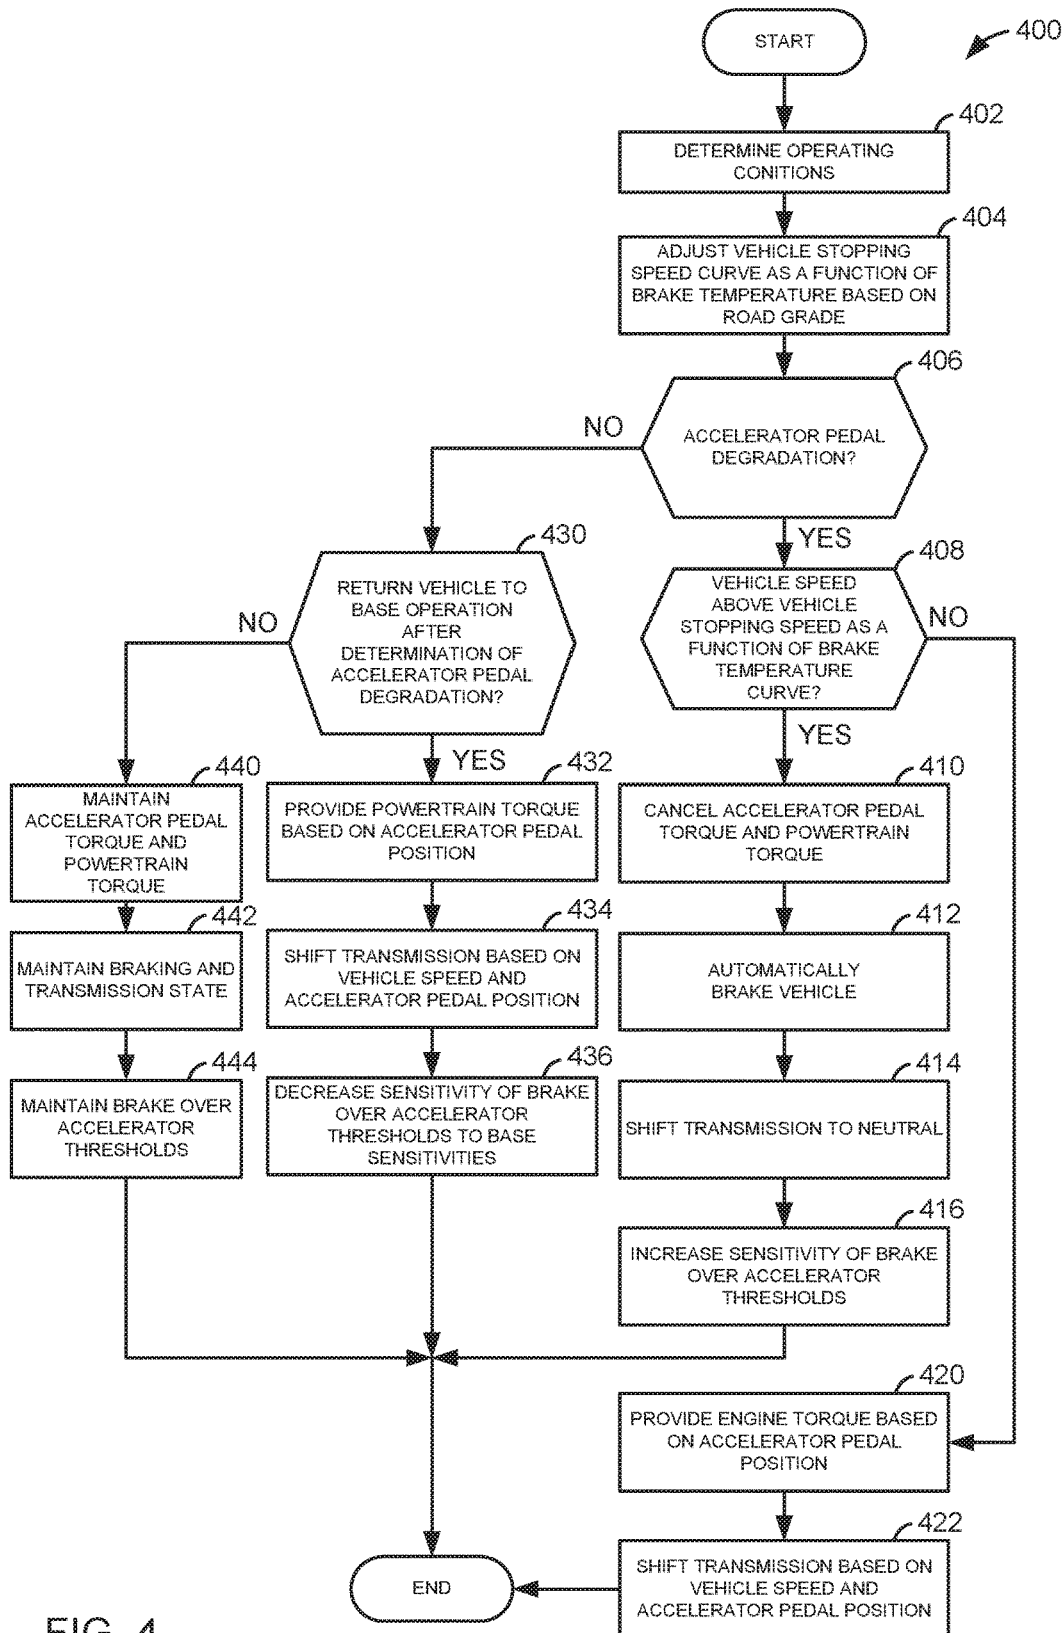 START
400
402
DETERMINE OPERATING
CONITIONS
404
ADJUST VEHICLE STOPPING
SPEED CURVE AS A FUNCTION OF
BRAKE TEMPERATURE BASED ON
ROAD GRADE
406
ACCELERATOR PEDAL
DEGRADATION?
NO
YES
430
RETURN VEHICLE TO
BASE OPERATION
AFTER
DETERMINATION OF
ACCELERATOR PEDAL
DEGRADATION?
NO
YES
408
VEHICLE SPEED
ABOVE VEHICLE
STOPPING SPEED AS A
FUNCTION OF BRAKE
TEMPERATURE
CURVE?
NO
YES
440
MAINTAIN
ACCELERATOR PEDAL
TORQUE AND
POWERTRAIN
TORQUE
442
MAINTAIN BRAKING AND
TRANSMISSION STATE
444
MAINTAIN BRAKE OVER
ACCELERATOR
THRESHOLDS
432
PROVIDE POWERTRAIN TORQUE
BASED ON ACCELERATOR PEDAL
POSITION
434
SHIFT TRANSMISSION BASED ON
VEHICLE SPEED AND
ACCELERATOR PEDAL POSITION
436
DECREASE SENSITIVITY OF BRAKE
OVER ACCELERATOR
THRESHOLDS TO BASE
SENSITIVITIES
410
CANCEL ACCELERATOR PEDAL
TORQUE AND POWERTRAIN
TORQUE
412
AUTOMATICALLY
BRAKE VEHICLE
414
SHIFT TRANSMISSION TO NEUTRAL
416
INCREASE SENSITIVITY OF BRAKE
OVER ACCELERATOR
THRESHOLDS
420
PROVIDE ENGINE TORQUE BASED
ON ACCELERATOR PEDAL
POSITION
422
SHIFT TRANSMISSION BASED ON
VEHICLE SPEED AND
ACCELERATOR PEDAL POSITION
END
FIG. 4